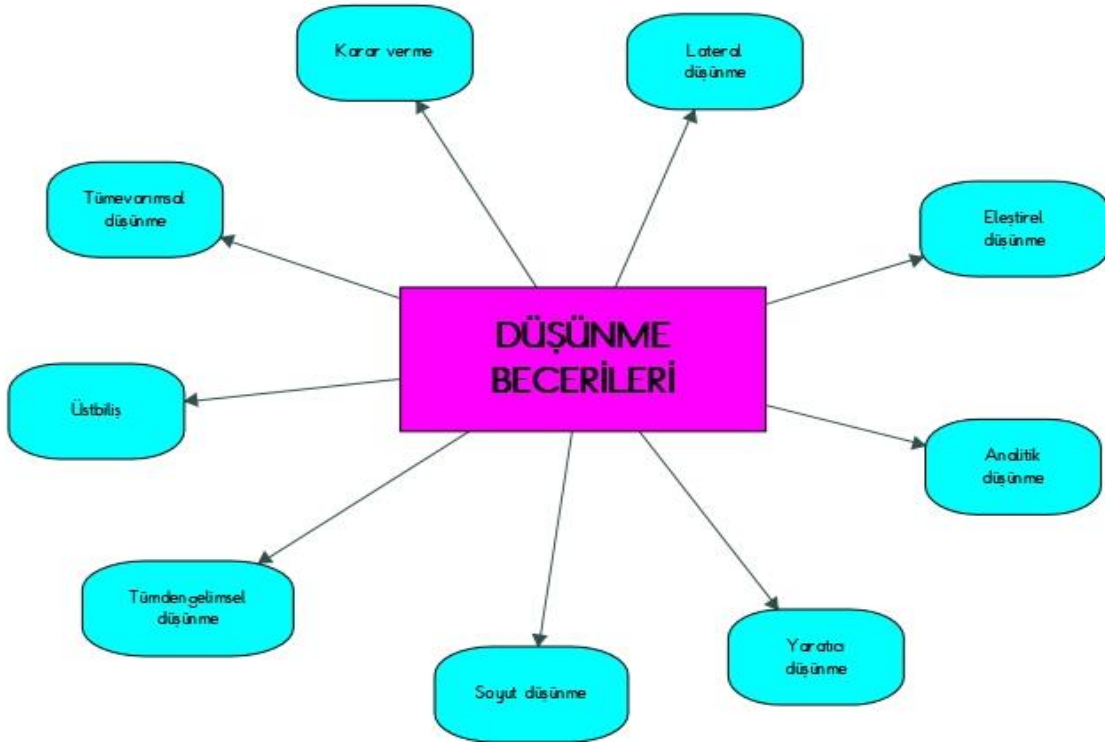 Karar verme
Lateral
düşünme
Tümevarımsal
düşünme
Eleştirel
düşünme
DÜŞÜNME
BECERİLERİ
Üstbiliş
Analitik
düşünme
Tümdengelimsel
düşünme
Yaratıcı
düşünme
Soyut düşünme